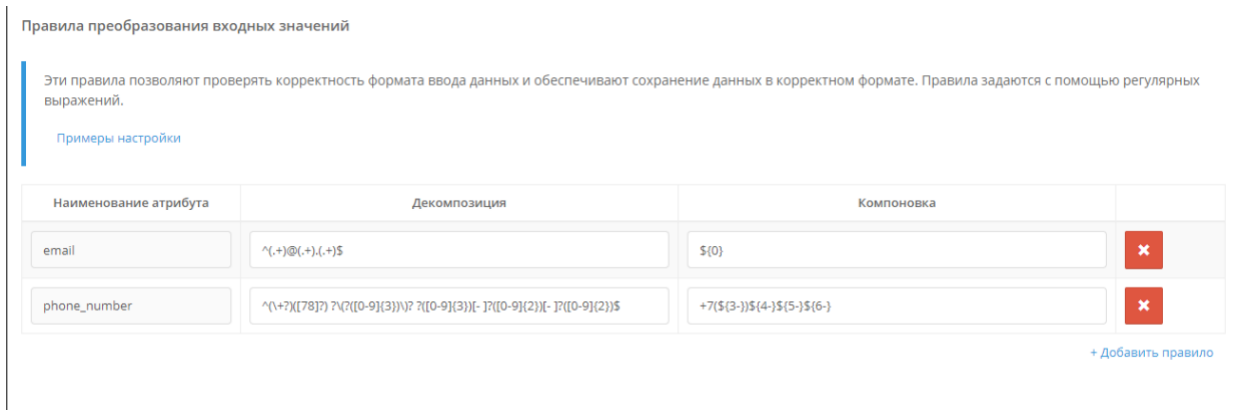 Правила преобразования входных значений
Эти правила позволяют проверять корректность формата ввода данных и обеспечивают сохранение данных в корректном формате. Правила задаются с помощью регулярных
выражений.
Примеры настройки
Наименование атрибута Декомпозиция Компоновка
email ^(.+)@(.+).(.+)$ ${0}
phone_number ^(\+?)([78]?) ?\(?([0-9]{3})\)? ?([0-9]{3})[- ]?([0-9]{2})[- ]?([0-9]{2})$ +7(${3-})${4-}${5-}${6-}
+ Добавить правило